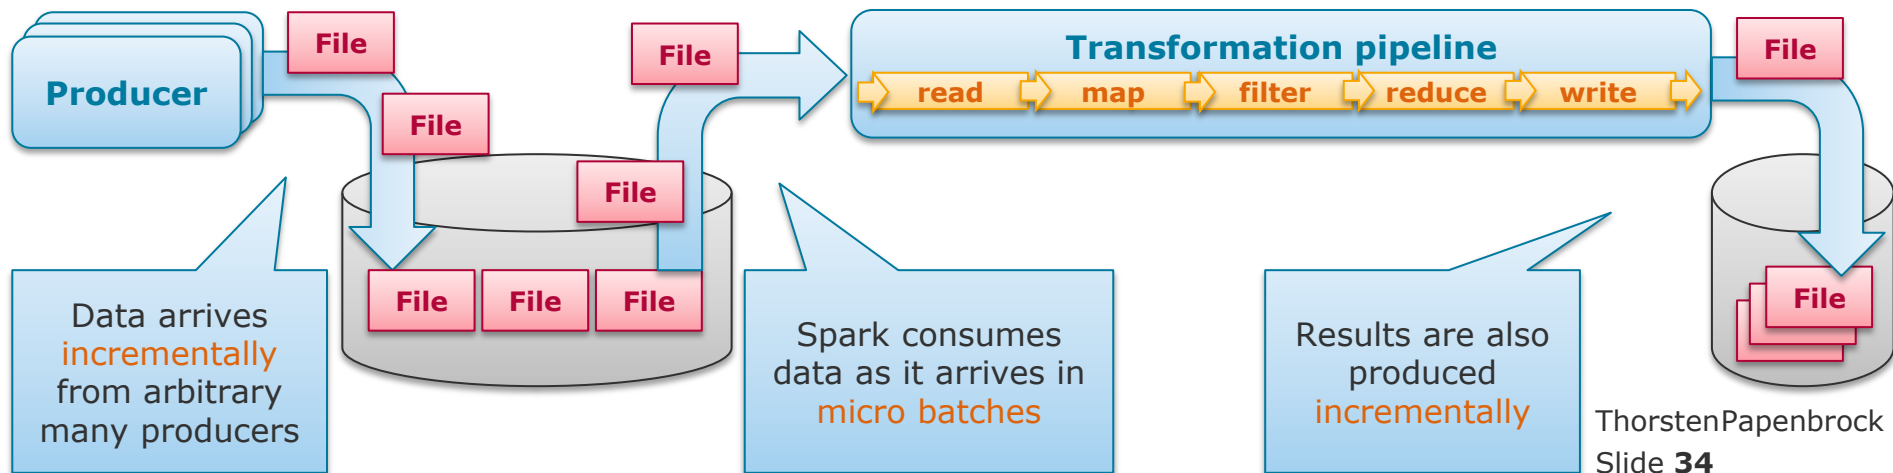 Producer
File
File
File
File
File
File
File
Transformation pipeline
read map filter reduce write
File
File
Data arrives
incrementally
from arbitrary
many producers
Spark consumes
data as it arrives in
micro batches
Results are also
produced
incrementally
ThorstenPapenbrock
Slide 34